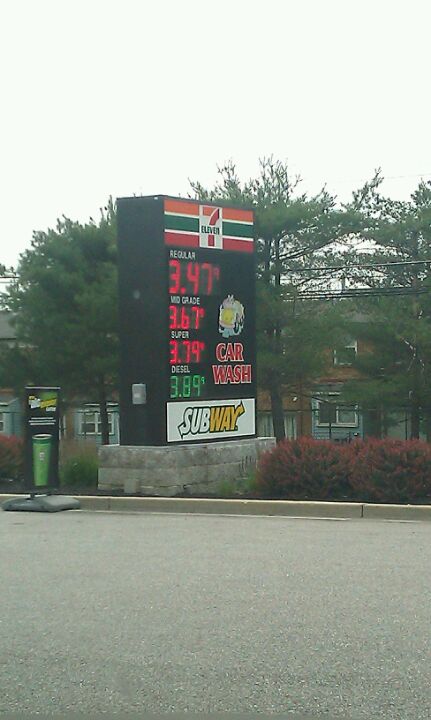 7
ELEVEN
REGULAR
3.47⁹
MID GRADE
3.67⁹
SUPER
3.79⁹
DIESEL
3.89⁹
CAR
WASH
SUBWAY